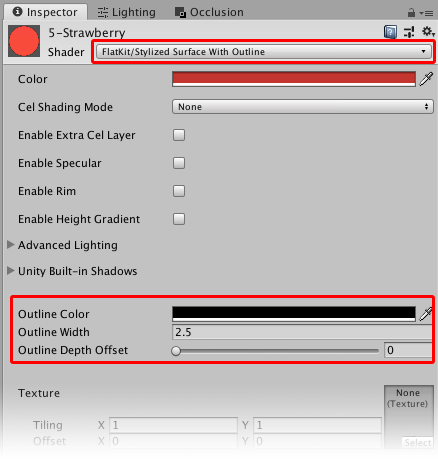 Inspector Lighting Occlusion
5-Strawberry
Shader FlatKit/Stylized Surface With Outline
Color
Cel Shading Mode None
Enable Extra Cel Layer
Enable Specular
Enable Rim
Enable Height Gradient
Advanced Lighting
Unity Built-in Shadows
Outline Color
Outline Width 2.5
Outline Depth Offset 0
Texture None
(Texture)
Tiling X 1 Y 1
Offset X 0 Y 0 Select